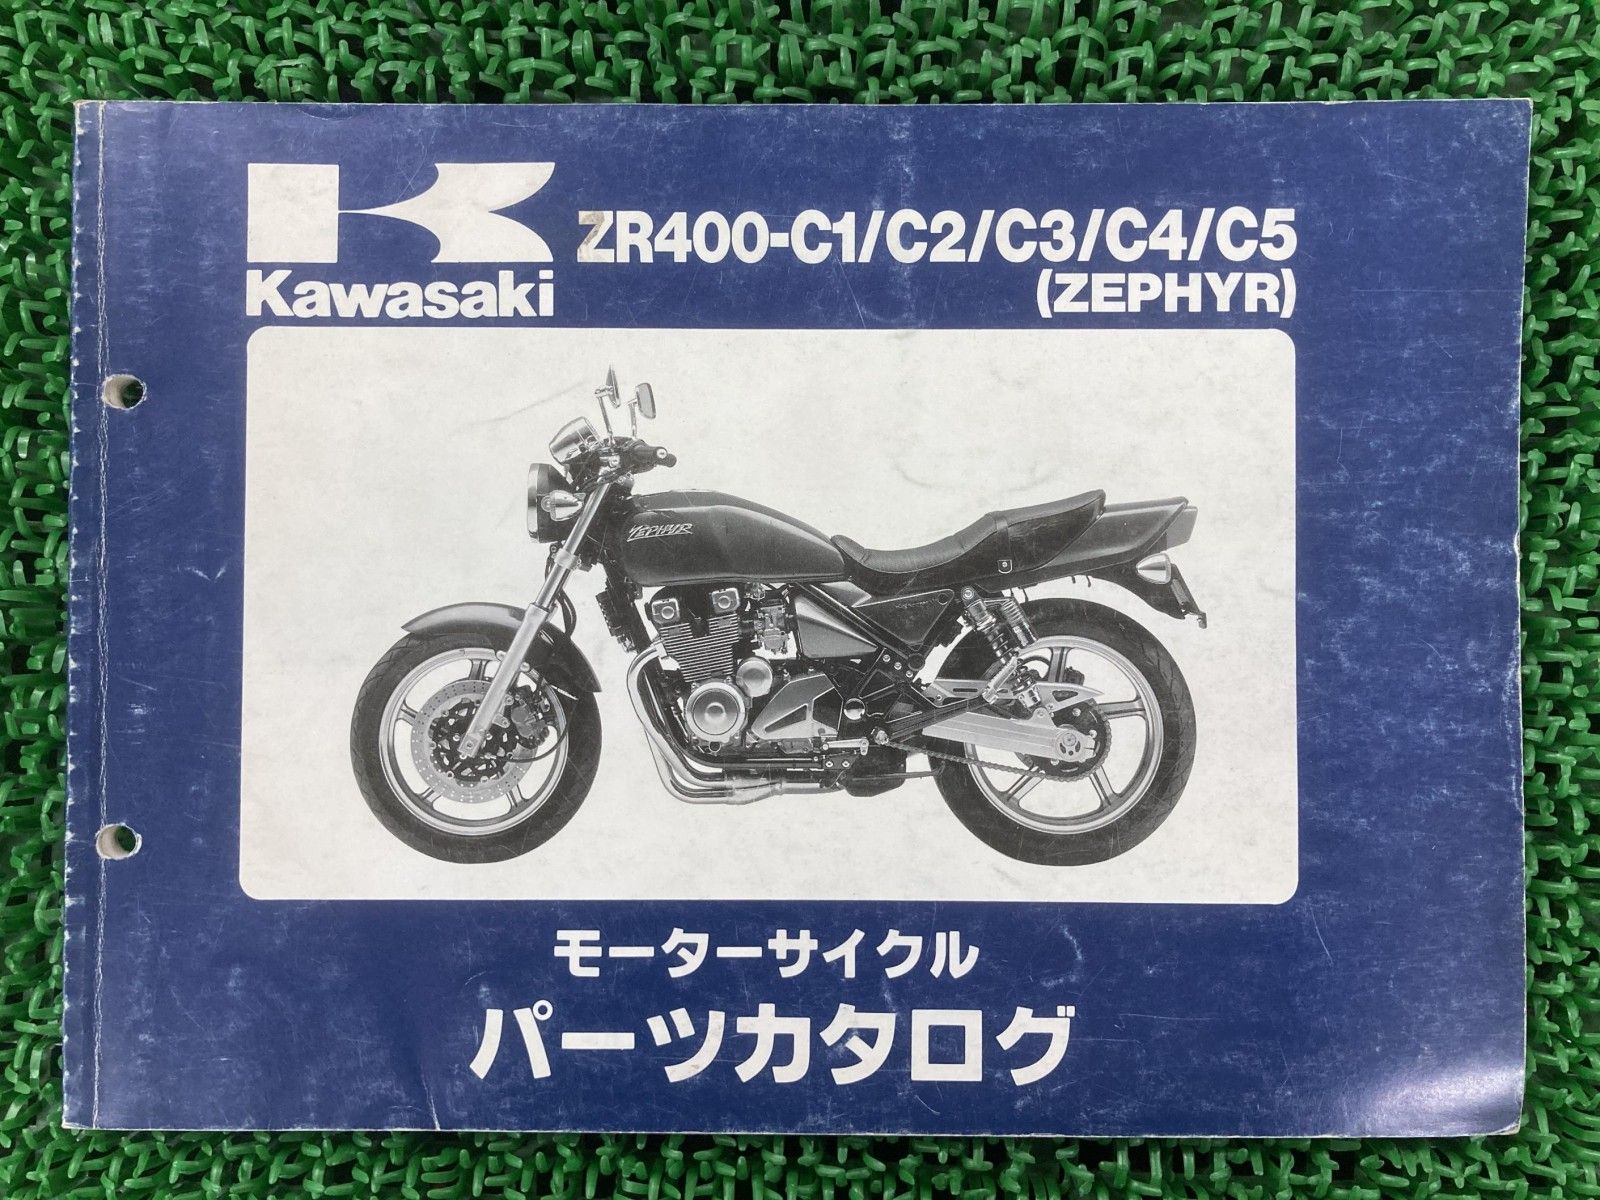 Kawasaki
ZR400-C1/C2/C3/C4/C5
(ZEPHYR)
ZEPHYR
モーターサイクル
パーツカタログ